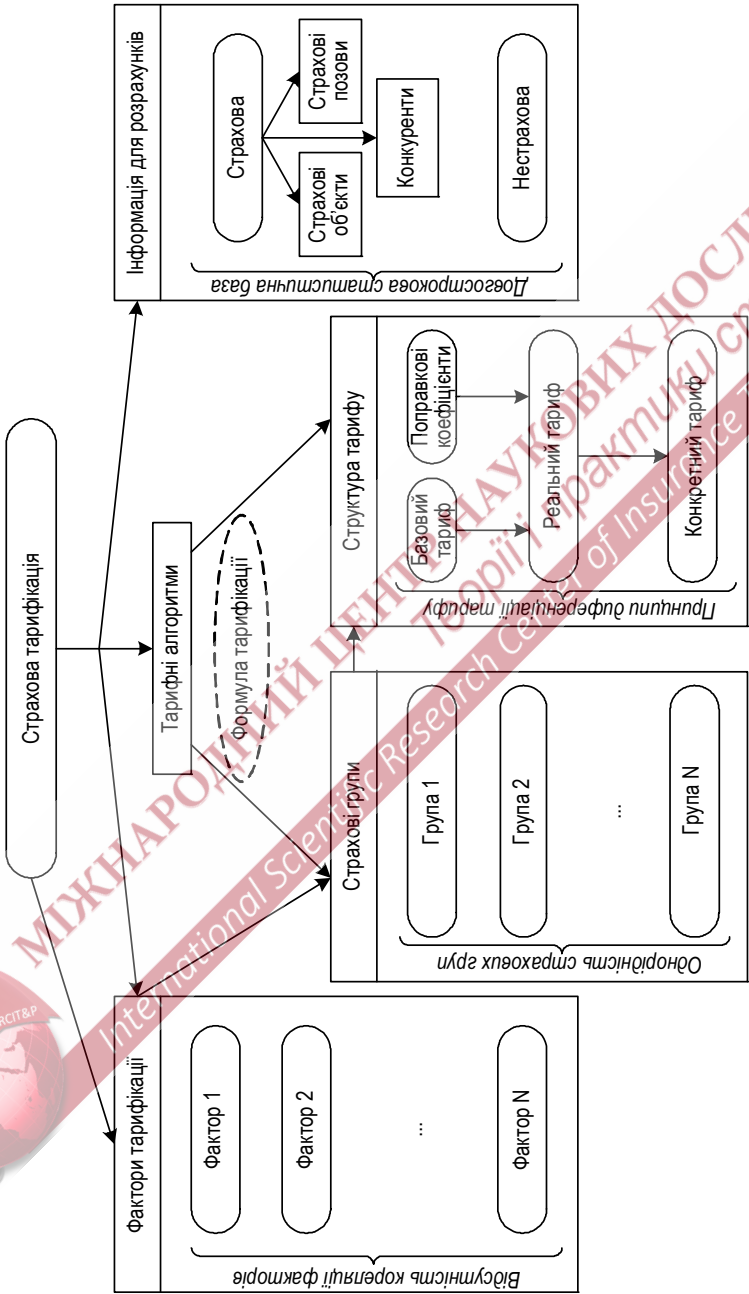 Страхова тарифікація
Тарифні алгоритми
Формула тарифікації
Фактори тарифікації
Фактор 1
Фактор 2
...
Фактор N
Відсутність кореляції факторів
Страхові групи
Група 1
Група 2
...
Група N
Однорідність страхових груп
Структура тарифу
Базовий
тариф
Поправкові
коефіцієнти
Реальний тариф
Конкретний тариф
Принципи диференціації тарифу
Інформація для розрахунків
Страхова
Страхові
об’єкти
Страхові
позови
Конкуренти
Нестрахова
Довгострокова статистична база
RCIT&P
МІЖНАРОДНИЙ ЦЕНТР НАУКОВИХ
Теорії і практики
International Scientific Research Center of Insurence